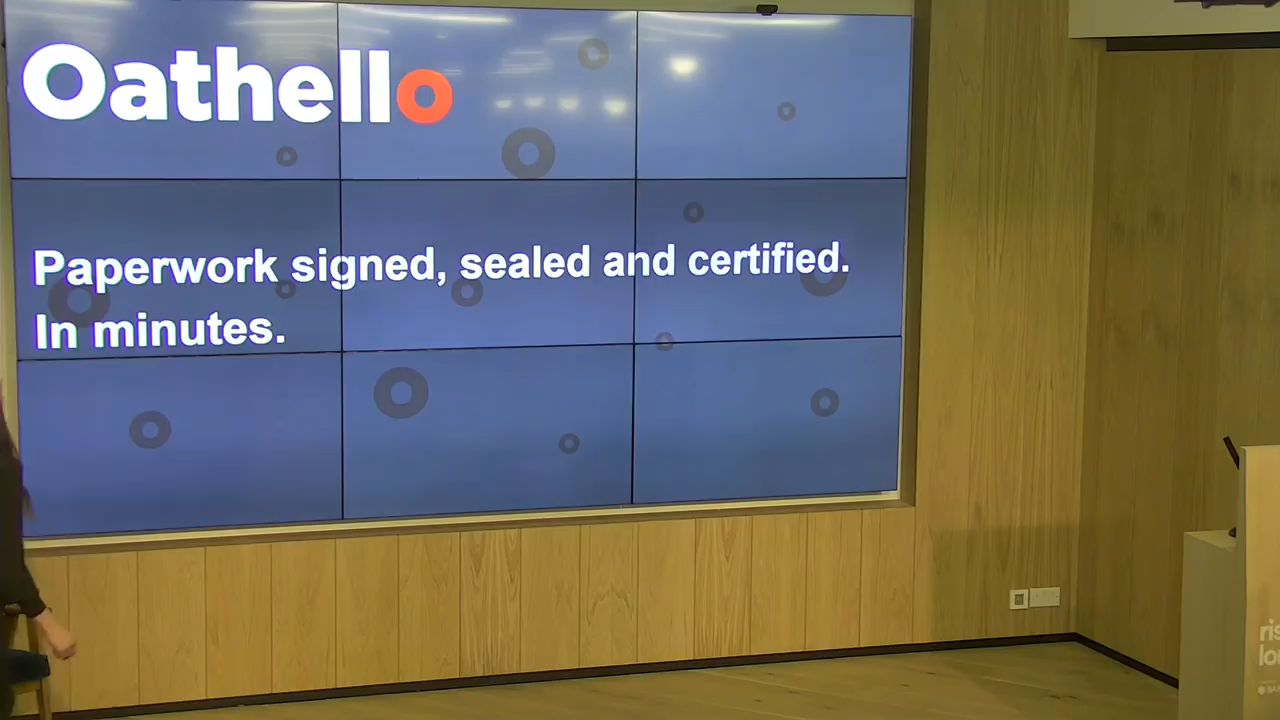 Oathello
Paperwork signed, sealed and certified.
In minutes.